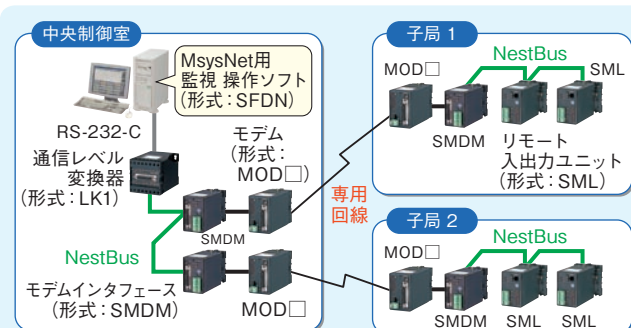 中央制御室
MsysNet用
監視 操作ソフト
(形式:SFDN)
RS-232-C
通信レベル
変換器
(形式:LK1)
モデム
(形式:
MOD□)
SMDM
NestBus
モデムインタフェース
(形式:SMDM)
MOD□
専用
回線
子局 1
NestBus
MOD□
SML
SMDM
リモート
入出力ユニット
(形式:SML)
子局 2
NestBus
MOD□
SMDM
SML
SML